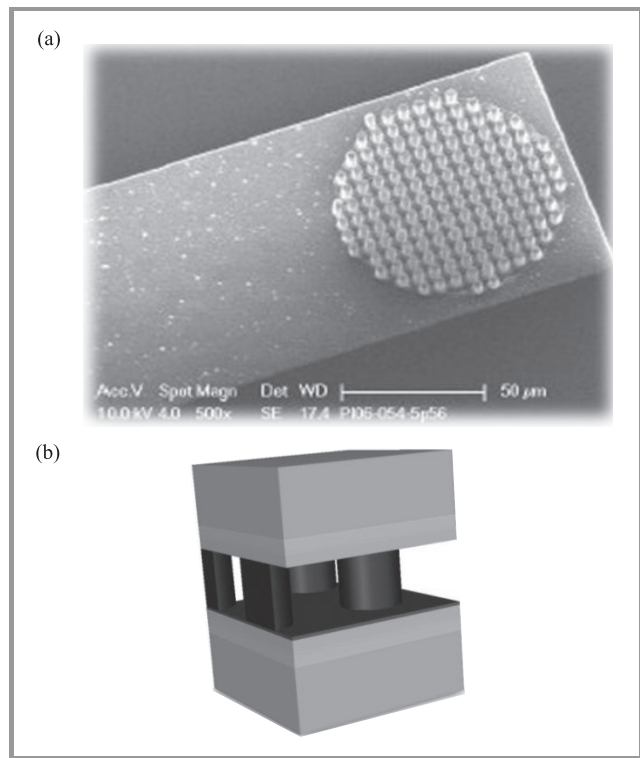 (a)
Acc.V Spot Magn Det WD 50 µm
10.0 kV 4.0 500x SE 17.4 PI06-054-5p56
(b)